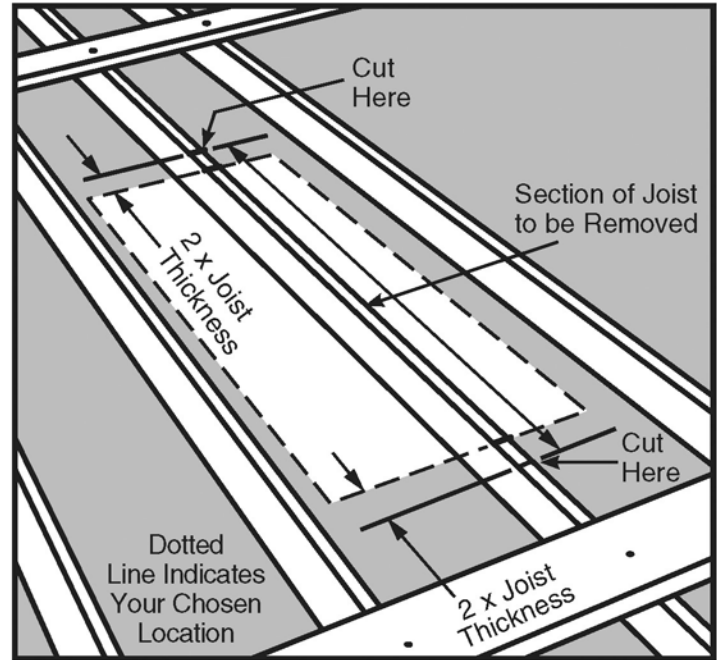 Cut
Here
Section of Joist
to be Removed
2 x Joist
Thickness
Cut
Here
Dotted
Line Indicates
Your Chosen
Location
2 x Joist
Thickness